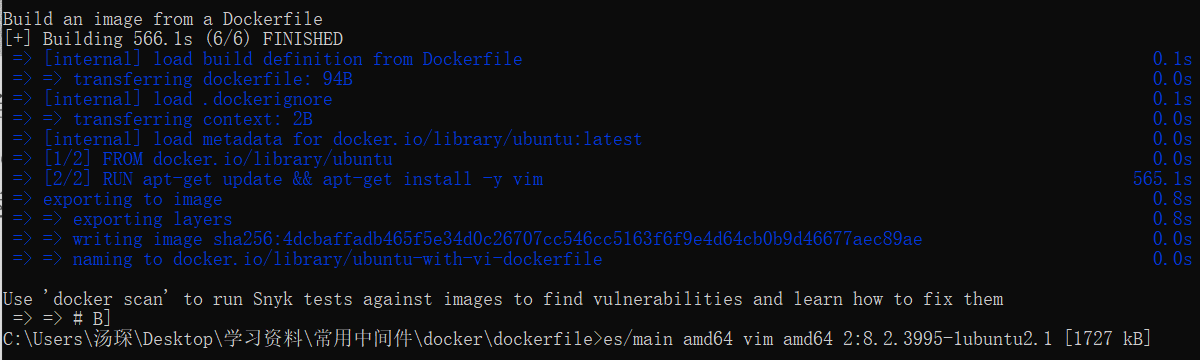 Build an image from a Dockerfile
[+] Building 566.1s (6/6) FINISHED
=> [internal] load build definition from Dockerfile 0.1s
=> => transferring dockerfile: 94B 0.0s
=> [internal] load .dockerignore 0.1s
=> => transferring context: 2B 0.0s
=> [internal] load metadata for docker.io/library/ubuntu:latest 0.0s
=> [1/2] FROM docker.io/library/ubuntu 0.0s
=> [2/2] RUN apt-get update && apt-get install -y vim 565.1s
=> exporting to image 0.8s
=> => exporting layers 0.8s
=> => writing image sha256:4dcbaffadb465f5e34d0c26707cc546cc5163f6f9e4d64cb0b9d46677aec89ae 0.0s
=> => naming to docker.io/library/ubuntu-with-vi-dockerfile 0.0s
Use 'docker scan' to run Snyk tests against images to find vulnerabilities and learn how to fix them
=> => # B]
C:\Users\汤琛\Desktop\学习资料\常用中间件\docker\dockerfile>es/main amd64 vim amd64 2:8.2.3995-1ubuntu2.1 [1727 kB]